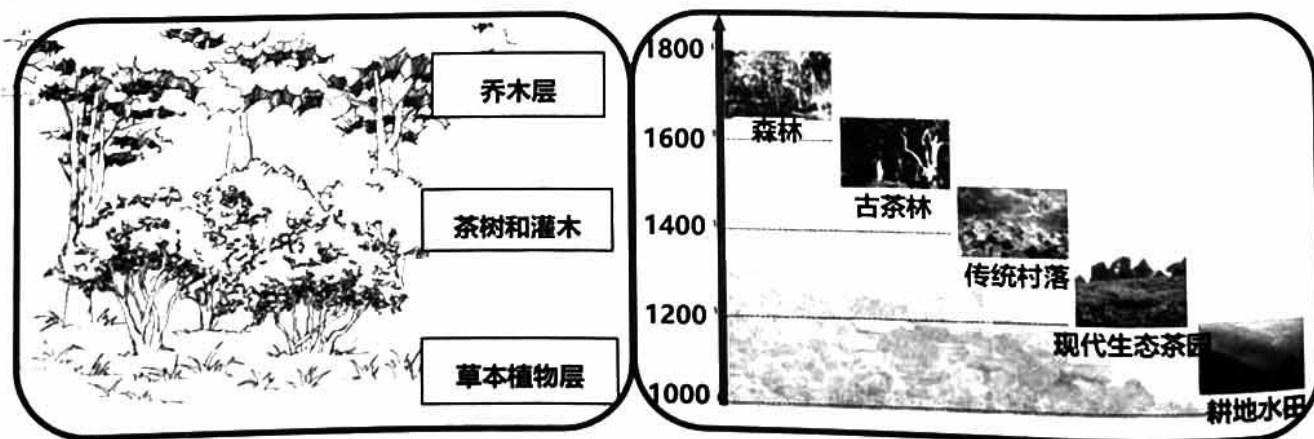 乔木层
茶树和灌木
草本植物层
1800
森林
1600
古茶林
1400
传统村落
1200
现代生态茶园
1000
耕地水田